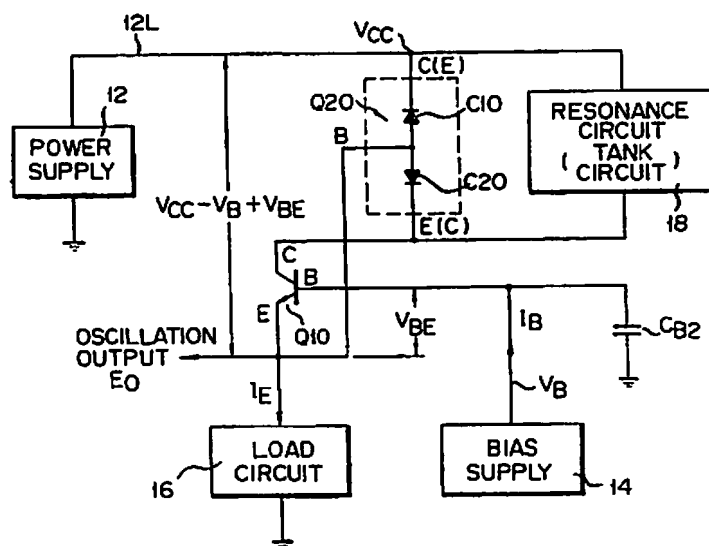 12L
VCC
C(E)
12
Q20
C10
POWER
SUPPLY
B
RESONANCE
CIRCUIT
( TANK )
CIRCUIT
C20
VCC-VB+VBE
E(C)
18
C
B
E
VBE
IB
OSCILLATION
OUTPUT
EO
Q10
CB2
IE
VB
LOAD
CIRCUIT
BIAS
SUPPLY
16
14